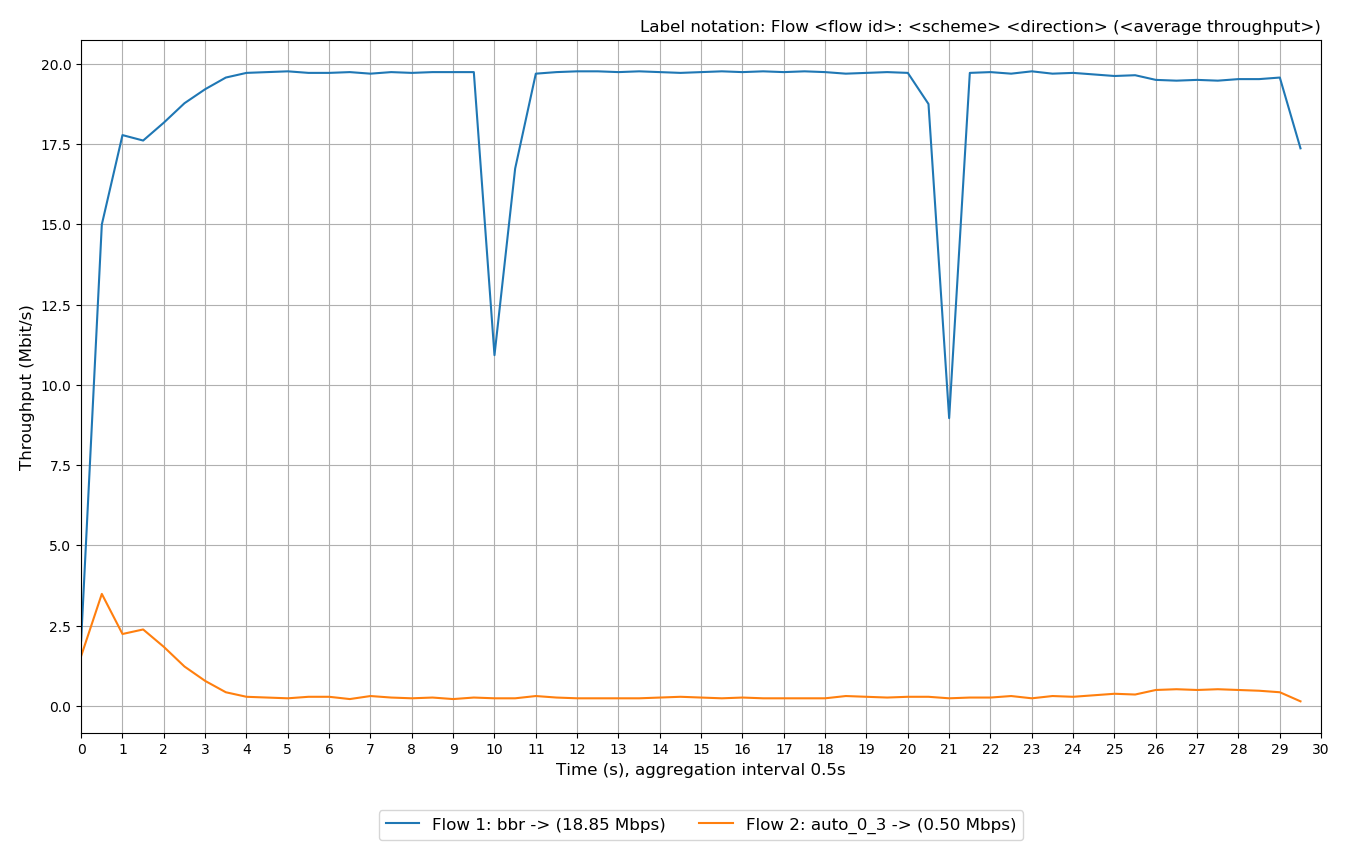 Label notation: Flow <flow id>: <scheme> <direction> (<average throughput>)
20.0
17.5
15.0
12.5
10.0
7.5
5.0
2.5
0.0
Throughput (Mbit/s)
0 1 2 3 4 5 6 7 8 9 10 11 12 13 14 15 16 17 18 19 20 21 22 23 24 25 26 27 28 29 30
Time (s), aggregation interval 0.5s
Flow 1: bbr -> (18.85 Mbps) Flow 2: auto_0_3 -> (0.50 Mbps)